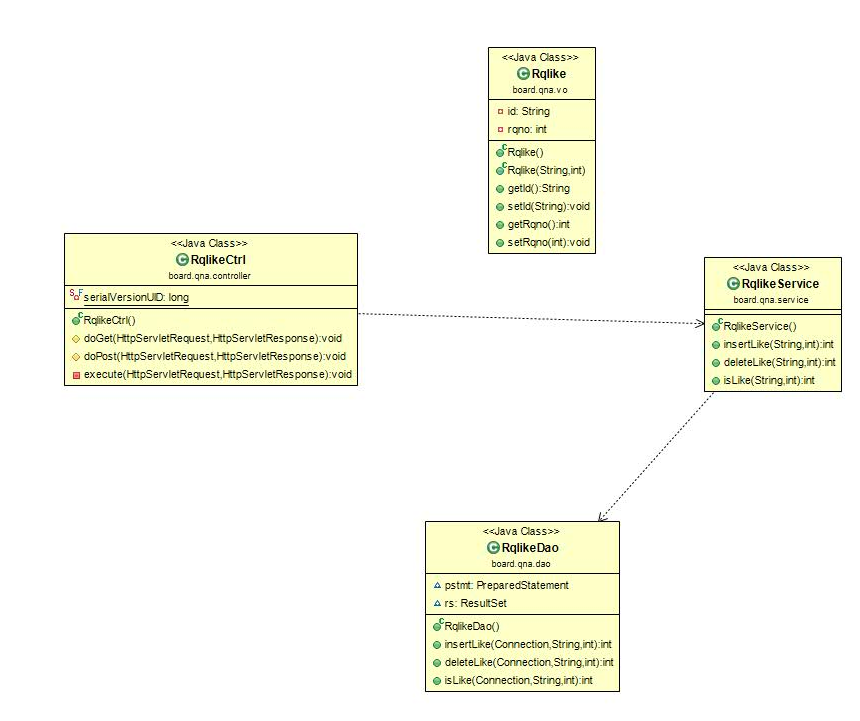 <<Java Class>>
Rqlike
board.qna.vo
id: String
rqno: int
Rqlike()
Rqlike(String,int)
getId():String
setId(String):void
getRqno():int
setRqno(int):void
<<Java Class>>
RqlikeCtrl
board.qna.controller
serialVersionUID: long
RqlikeCtrl()
doGet(HttpServletRequest,HttpServletResponse):void
doPost(HttpServletRequest,HttpServletResponse):void
execute(HttpServletRequest,HttpServletResponse):void
<<Java Class>>
RqlikeService
board.qna.service
RqlikeService()
insertLike(String,int):int
deleteLike(String,int):int
isLike(String,int):int
<<Java Class>>
RqlikeDao
board.qna.dao
pstmt: PreparedStatement
rs: ResultSet
RqlikeDao()
insertLike(Connection,String,int):int
deleteLike(Connection,String,int):int
isLike(Connection,String,int):int